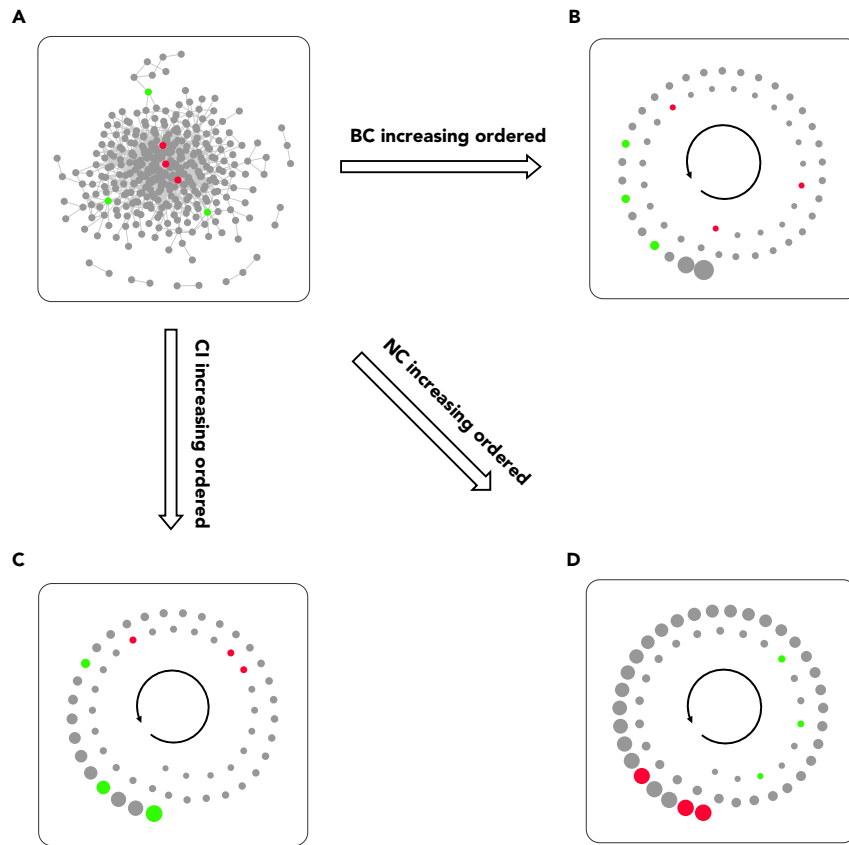 A
B
BC increasing ordered
CI increasing ordered
NC increasing ordered
C
D